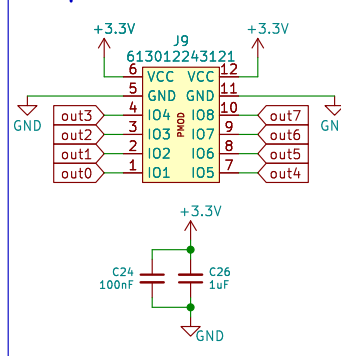 +3.3V +3.3V
J9
613012243121
6 VCC VCC 12
5 GND GND 11
GND out3 4 IO4 IO8 10 out7 GN
out2 3 IO3 IO7 9 out6
out1 2 IO2 IO6 8 out5
out0 1 IO1 IO5 7 out4
PMOD
+3.3V
C24 C26
100nF 1uF
GND